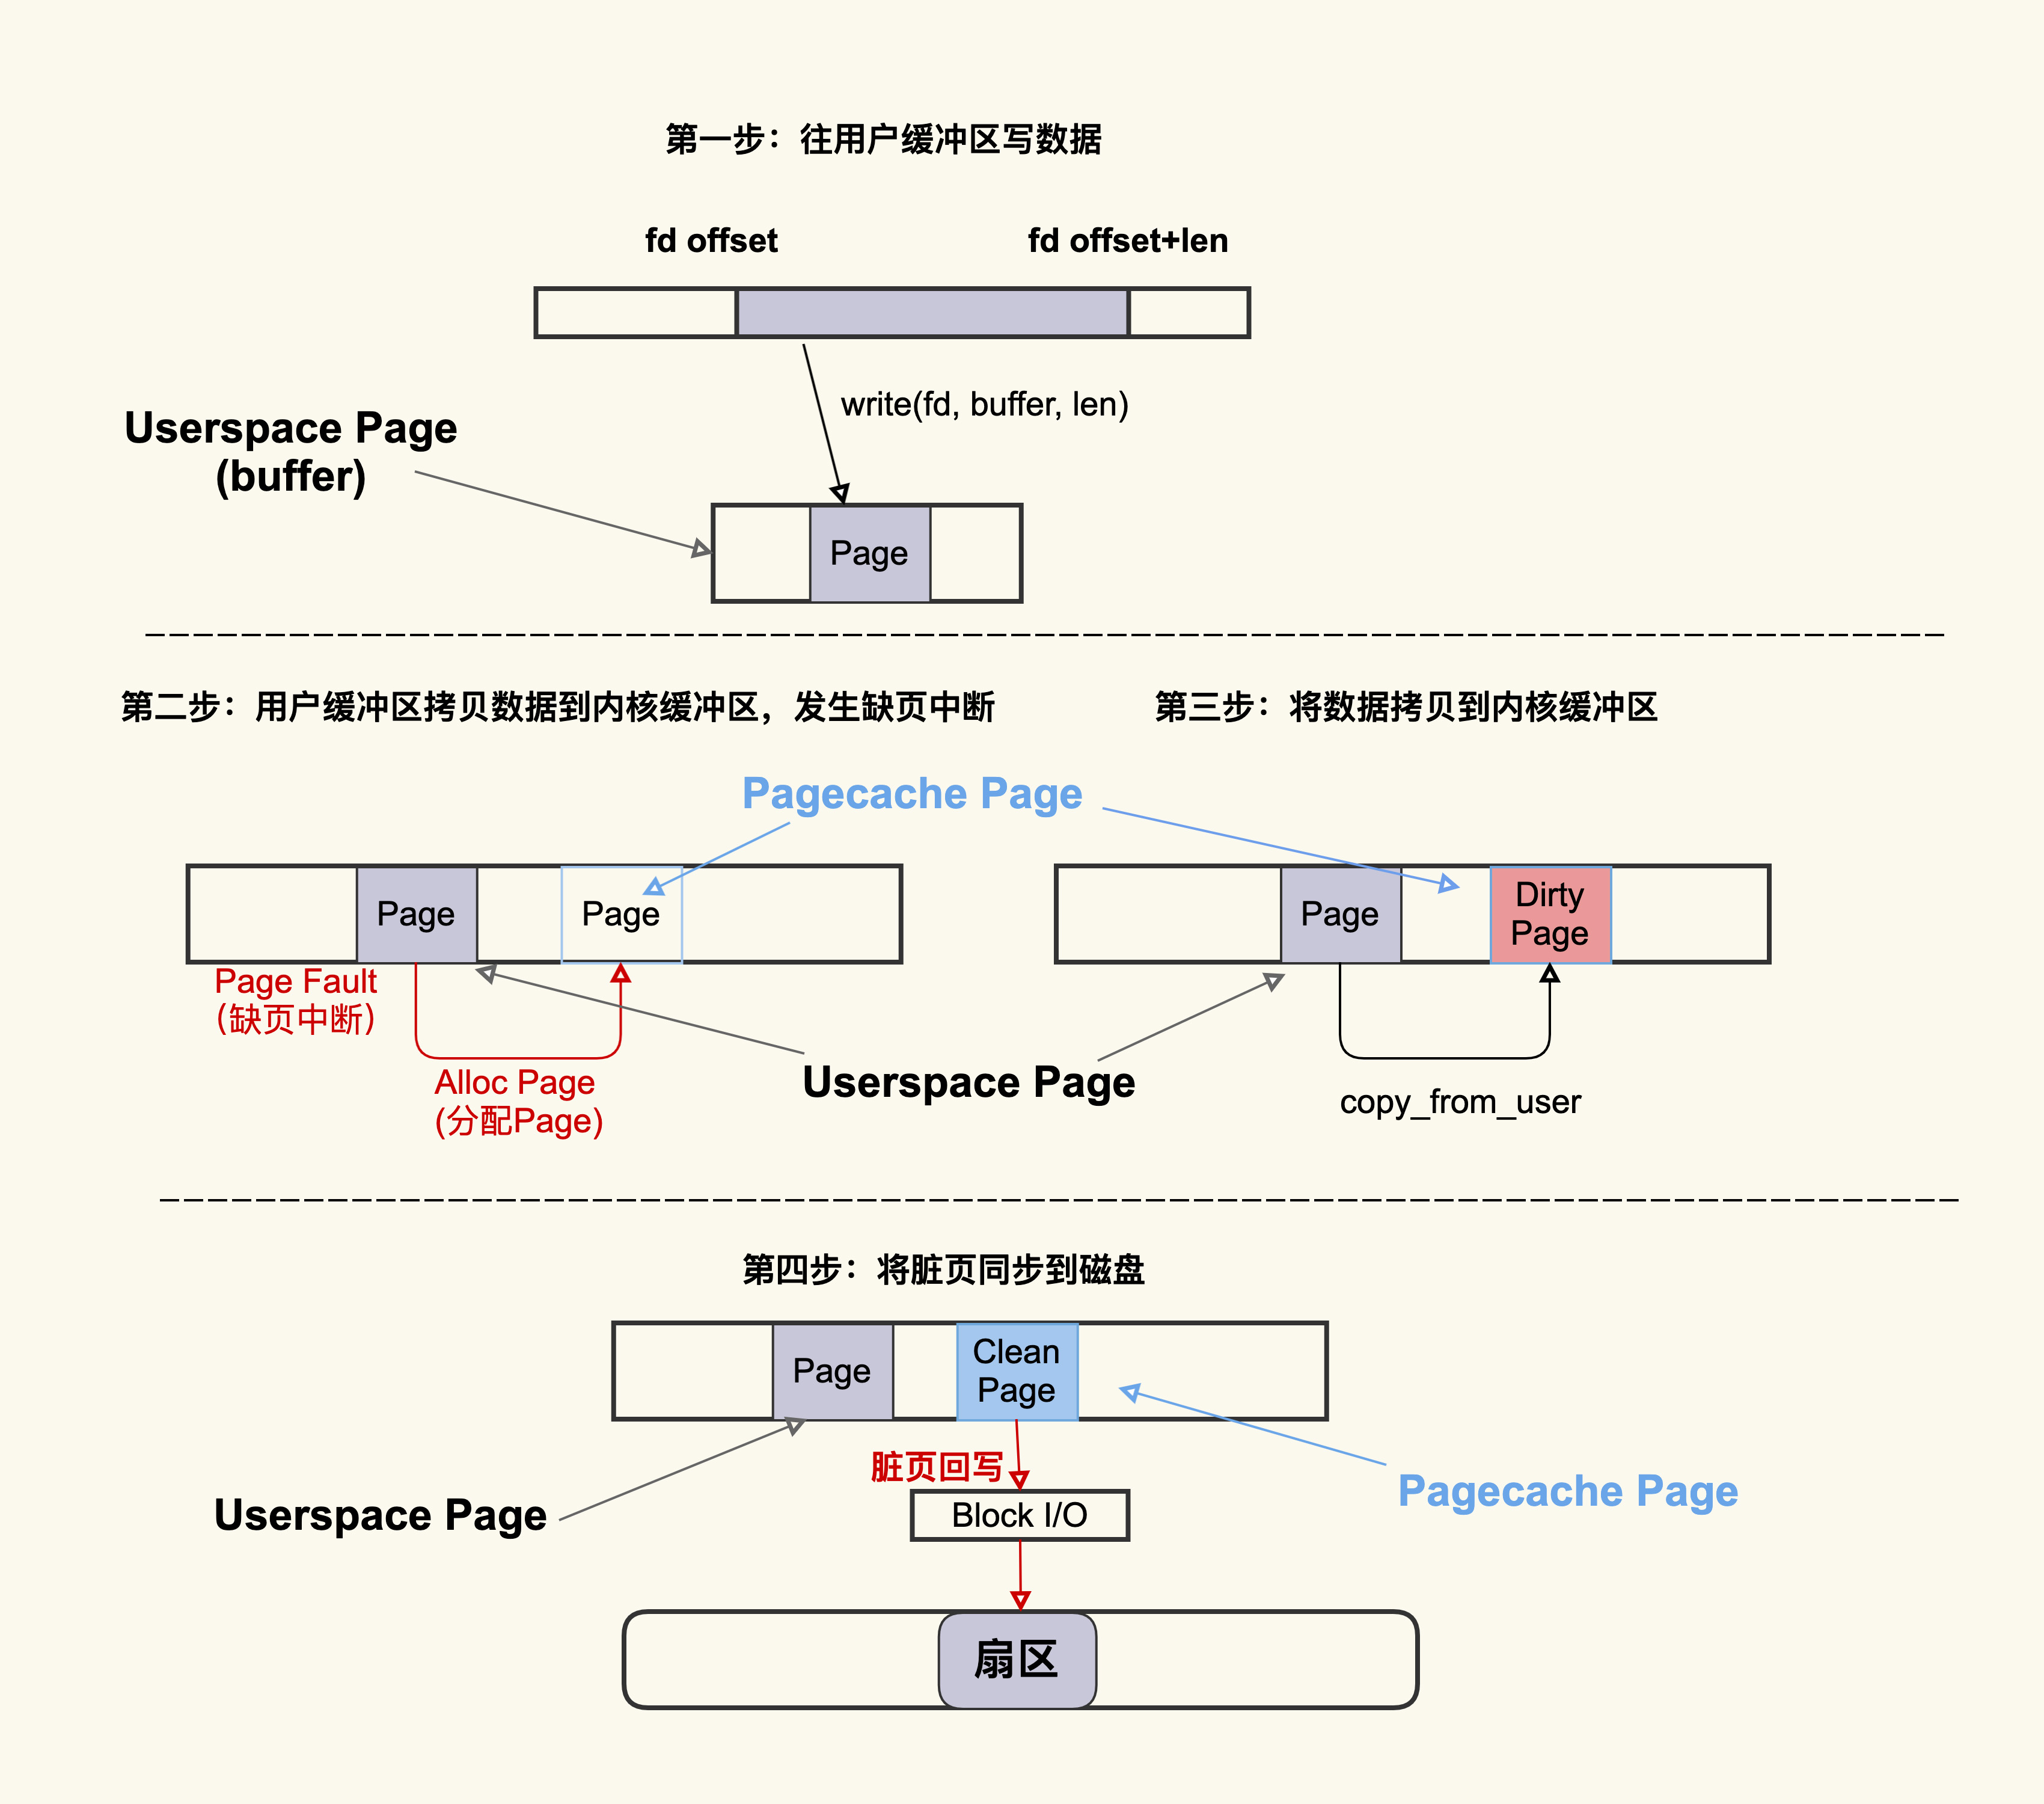 第一步：往用户缓冲区写数据
fd offset
fd offset+len
write(fd, buffer, len)
Userspace Page
(buffer)
Page
第二步：用户缓冲区拷贝数据到内核缓冲区，发生缺页中断
第三步：将数据拷贝到内核缓冲区
Pagecache Page
Page
Page
Page
Dirty
Page
Page Fault
(缺页中断)
Alloc Page
(分配Page)
Userspace Page
copy_from_user
第四步：将脏页同步到磁盘
Page
Clean
Page
脏页回写
Userspace Page
Block I/O
Pagecache Page
扇区